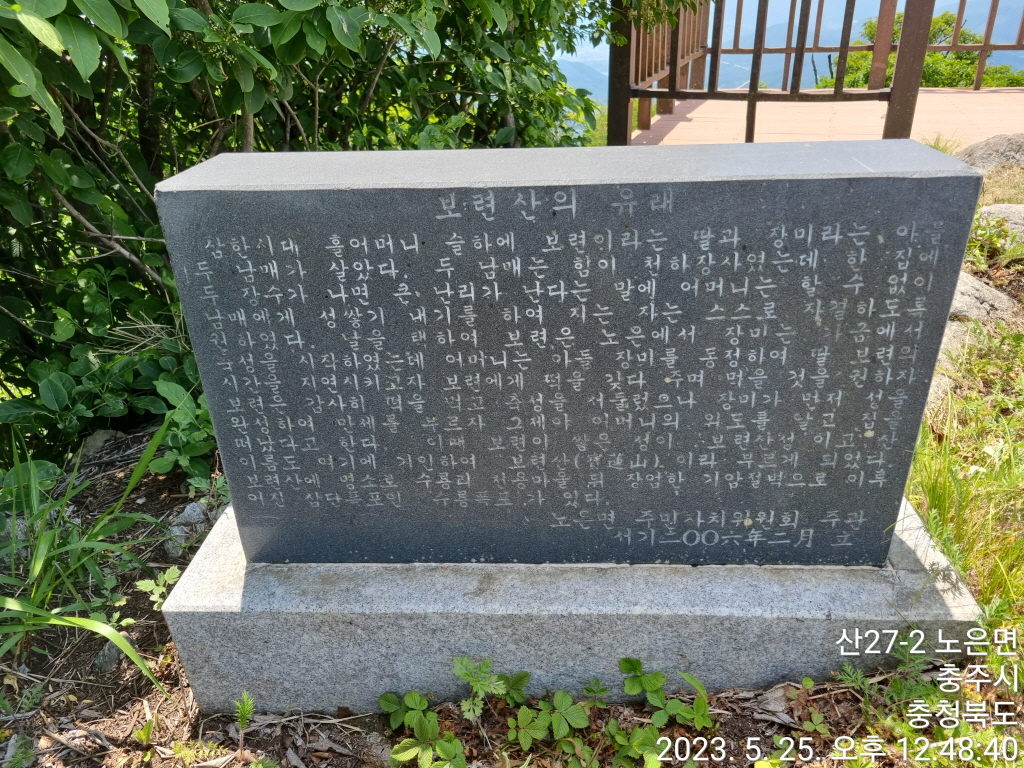 보련산의 유래
삼한시대 홀어머니 슬하에 보련이라는 딸과 장미라는 아들
두 남매가 살았다. 두 남매는 힘이 천하장사였는데 한 집에
두 장수가 나면 큰 난리가 난다는 말에 어머니는 할 수 없이
남매에게 성쌓기 내기를 하여 지는 자는 스스로 자결하도록
권하였다. 날을 택하여 보련은 노은에서 장미는 가금에서
축성을 시작하였는데 어머니는 아들 장미를 동정하여 딸 보련의
시간을 지연시키고자 보련에게 떡을 갖다 주며 먹을 것을 권하자
보련은 감사히 떡을 먹고 축성을 서둘렀으나 장미가 먼저 성을
완성하여 만세를 부르자 그제야 어머니의 의도를 알고 집을
떠났다고 한다. 이때 보련이 쌓은 성이 보련산성이고 산
이름도 여기에 기인하여 보련산(寶蓮山)이라 부르게 되었다.
보련산에 명소로 수룡리 전용마을 뒤 장엄한 기암절벽으로 이루
어진 삼단폭포인 수룡폭포가 있다.
노은면 주민자치위원회 주관
서기二OO六年二月 立
산27-2 노은면
충주시
충청북도
2023. 5. 25. 오후 12:48:40